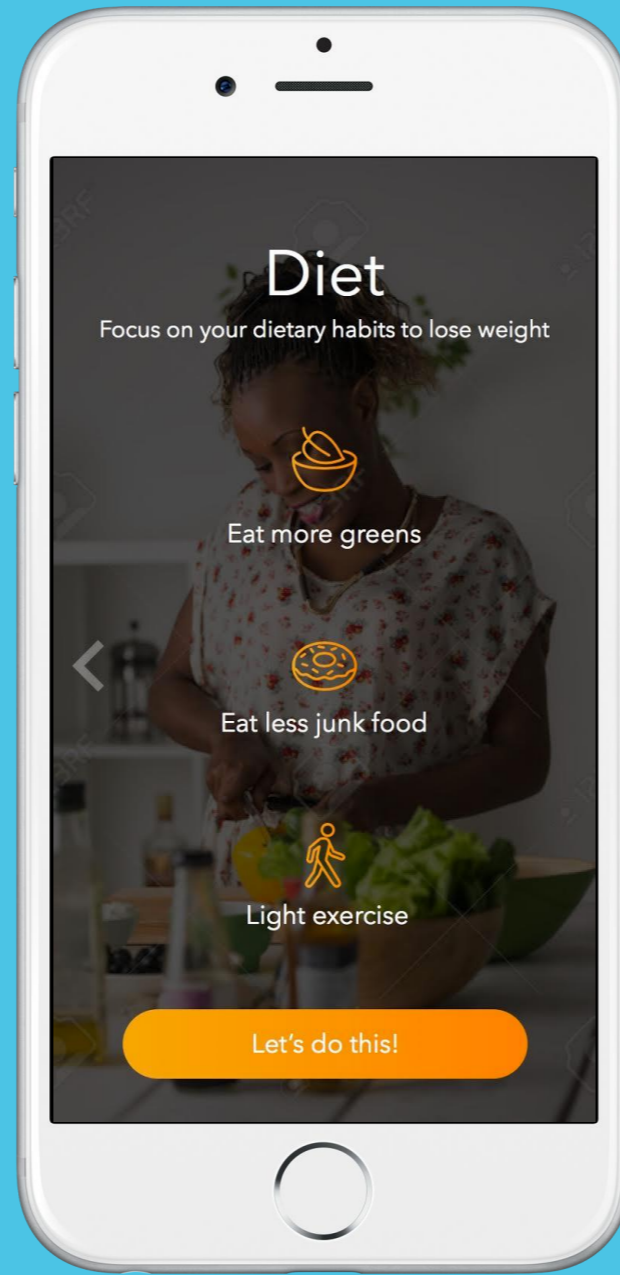 Diet
Focus on your dietary habits to lose weight
Eat more greens
Eat less junk food
Light exercise
Let's do this!